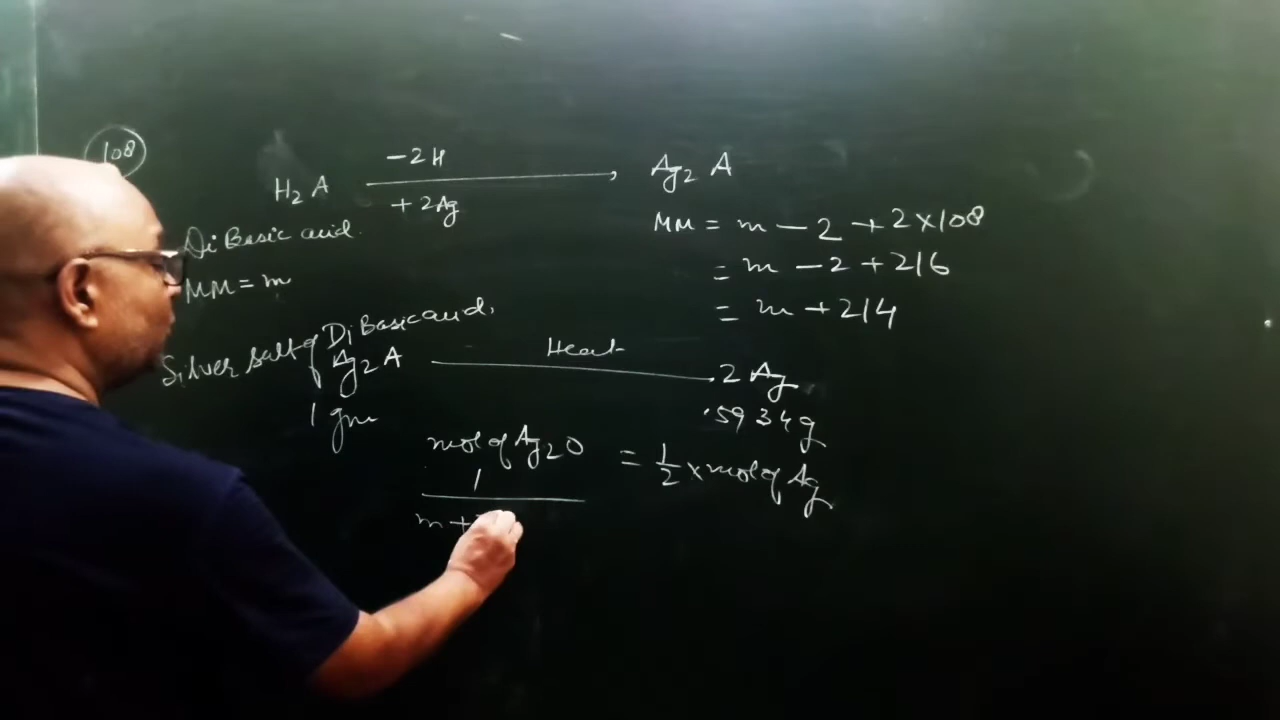 108
-2H
H₂A ⟶ Ag₂ A
+ 2Ag
Di Basic acid.
MM = m - 2 + 2×108
MM = m
= m - 2 + 216
= m + 214
Silver salt of Di Basic acid.
Heat
Ag₂ A ⟶ 2 Ag
1 gm
.5934g
mol of Ag₂O = 1/2 × mol of Ag
1
m +